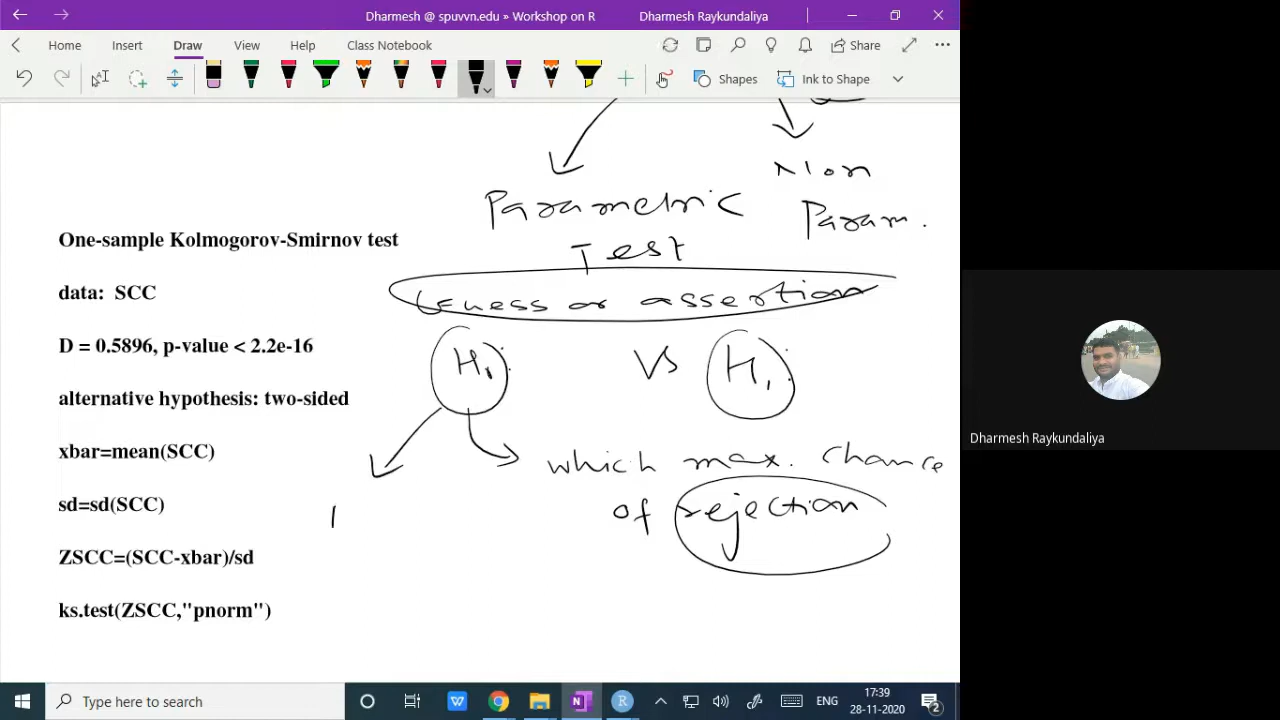 Dharmesh @ spuvvn.edu » Workshop on R
Dharmesh Raykundaliya
Home Insert Draw View Help Class Notebook
Share
Shapes
Ink to Shape
Parametric
Test
Non
Param.
Guess or assertion
H₁ VS H₁
which max. chance
of rejection
One-sample Kolmogorov-Smirnov test
data: SCC
D = 0.5896, p-value < 2.2e-16
alternative hypothesis: two-sided
xbar=mean(SCC)
sd=sd(SCC)
ZSCC=(SCC-xbar)/sd
ks.test(ZSCC,"pnorm")
Dharmesh Raykundaliya
Type here to search
ENG
17:39
28-11-2020
2